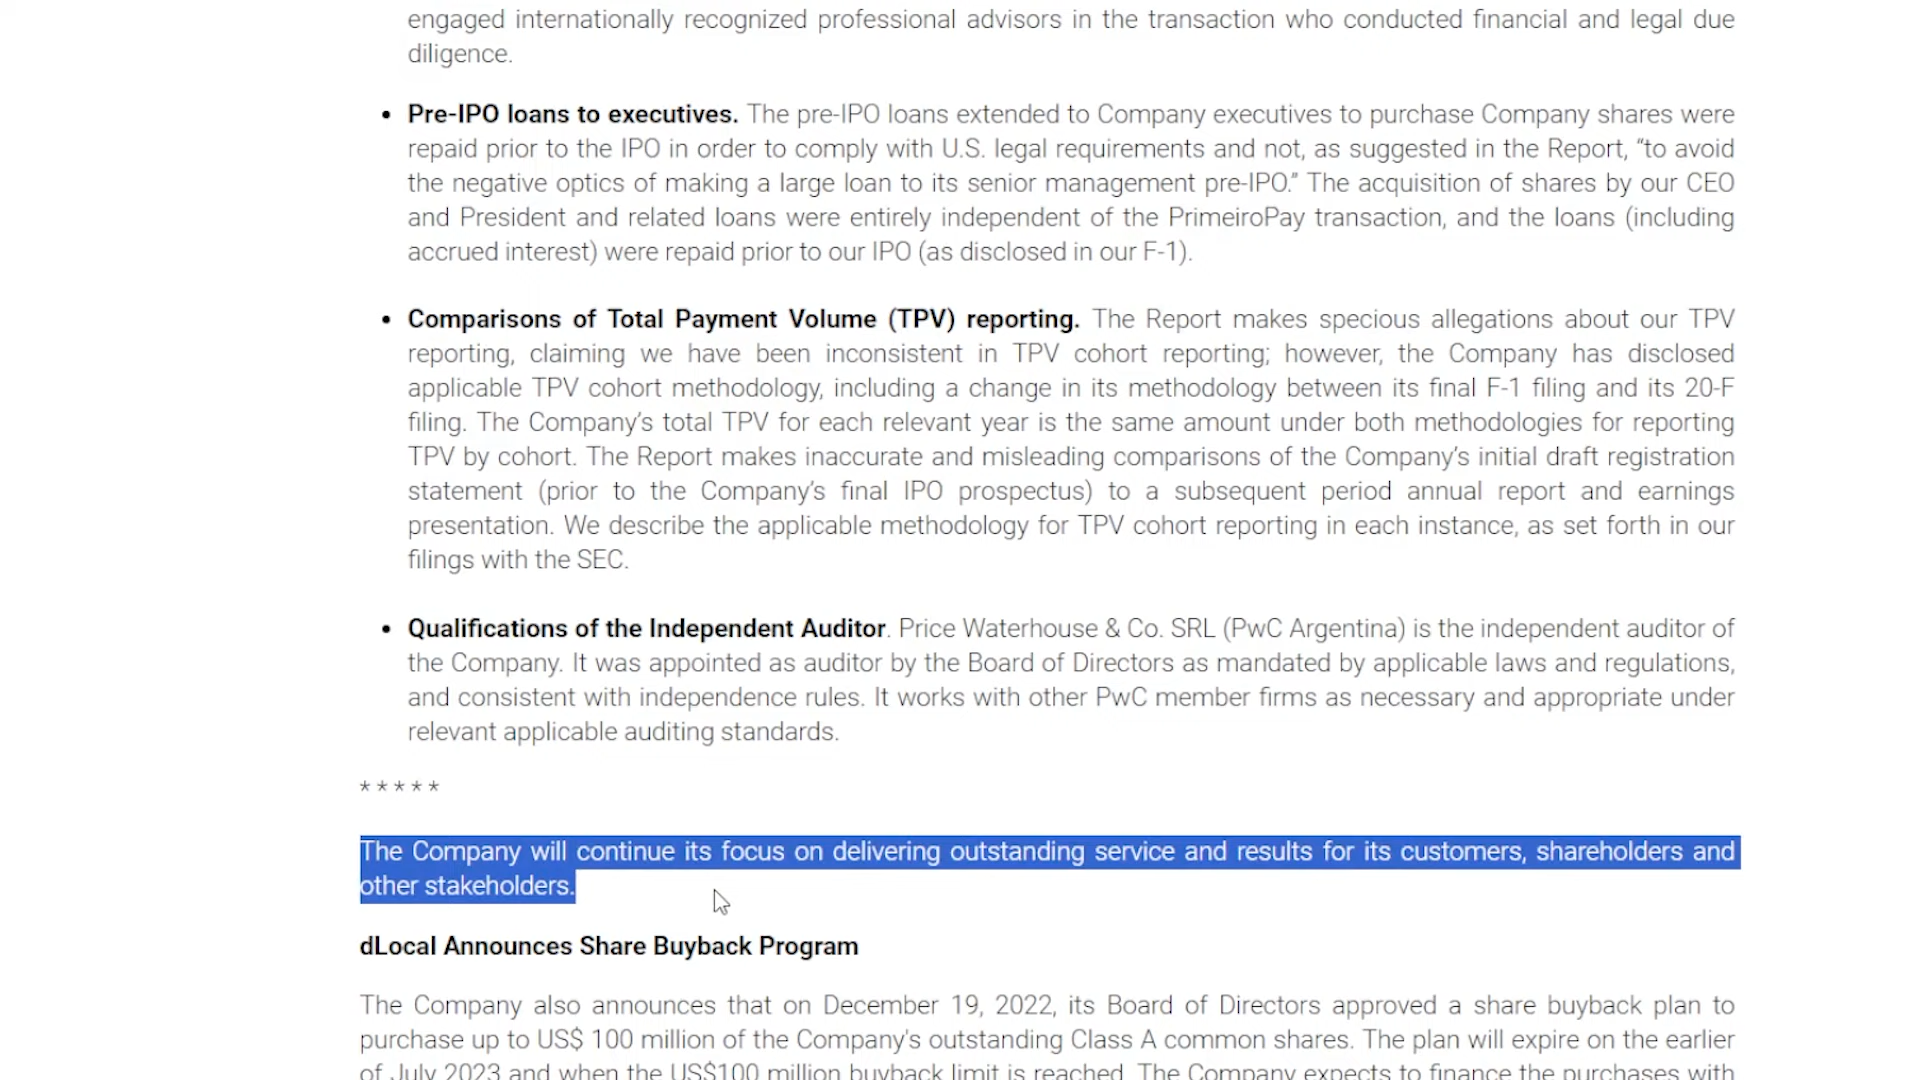 engaged internationally recognized professional advisors in the transaction who conducted financial and legal due
diligence.
• Pre-IPO loans to executives. The pre-IPO loans extended to Company executives to purchase Company shares were
repaid prior to the IPO in order to comply with U.S. legal requirements and not, as suggested in the Report, “to avoid
the negative optics of making a large loan to its senior management pre-IPO.” The acquisition of shares by our CEO
and President and related loans were entirely independent of the PrimeiroPay transaction, and the loans (including
accrued interest) were repaid prior to our IPO (as disclosed in our F-1).
• Comparisons of Total Payment Volume (TPV) reporting. The Report makes specious allegations about our TPV
reporting, claiming we have been inconsistent in TPV cohort reporting; however, the Company has disclosed
applicable TPV cohort methodology, including a change in its methodology between its final F-1 filing and its 20-F
filing. The Company’s total TPV for each relevant year is the same amount under both methodologies for reporting
TPV by cohort. The Report makes inaccurate and misleading comparisons of the Company’s initial draft registration
statement (prior to the Company’s final IPO prospectus) to a subsequent period annual report and earnings
presentation. We describe the applicable methodology for TPV cohort reporting in each instance, as set forth in our
filings with the SEC.
• Qualifications of the Independent Auditor. Price Waterhouse & Co. SRL (PwC Argentina) is the independent auditor of
the Company. It was appointed as auditor by the Board of Directors as mandated by applicable laws and regulations,
and consistent with independence rules. It works with other PwC member firms as necessary and appropriate under
relevant applicable auditing standards.
* * * * *
The Company will continue its focus on delivering outstanding service and results for its customers, shareholders and
other stakeholders.
dLocal Announces Share Buyback Program
The Company also announces that on December 19, 2022, its Board of Directors approved a share buyback plan to
purchase up to US$ 100 million of the Company's outstanding Class A common shares. The plan will expire on the earlier
of July 2023 and when the US$100 million buyback limit is reached. The Company expects to finance the purchases with